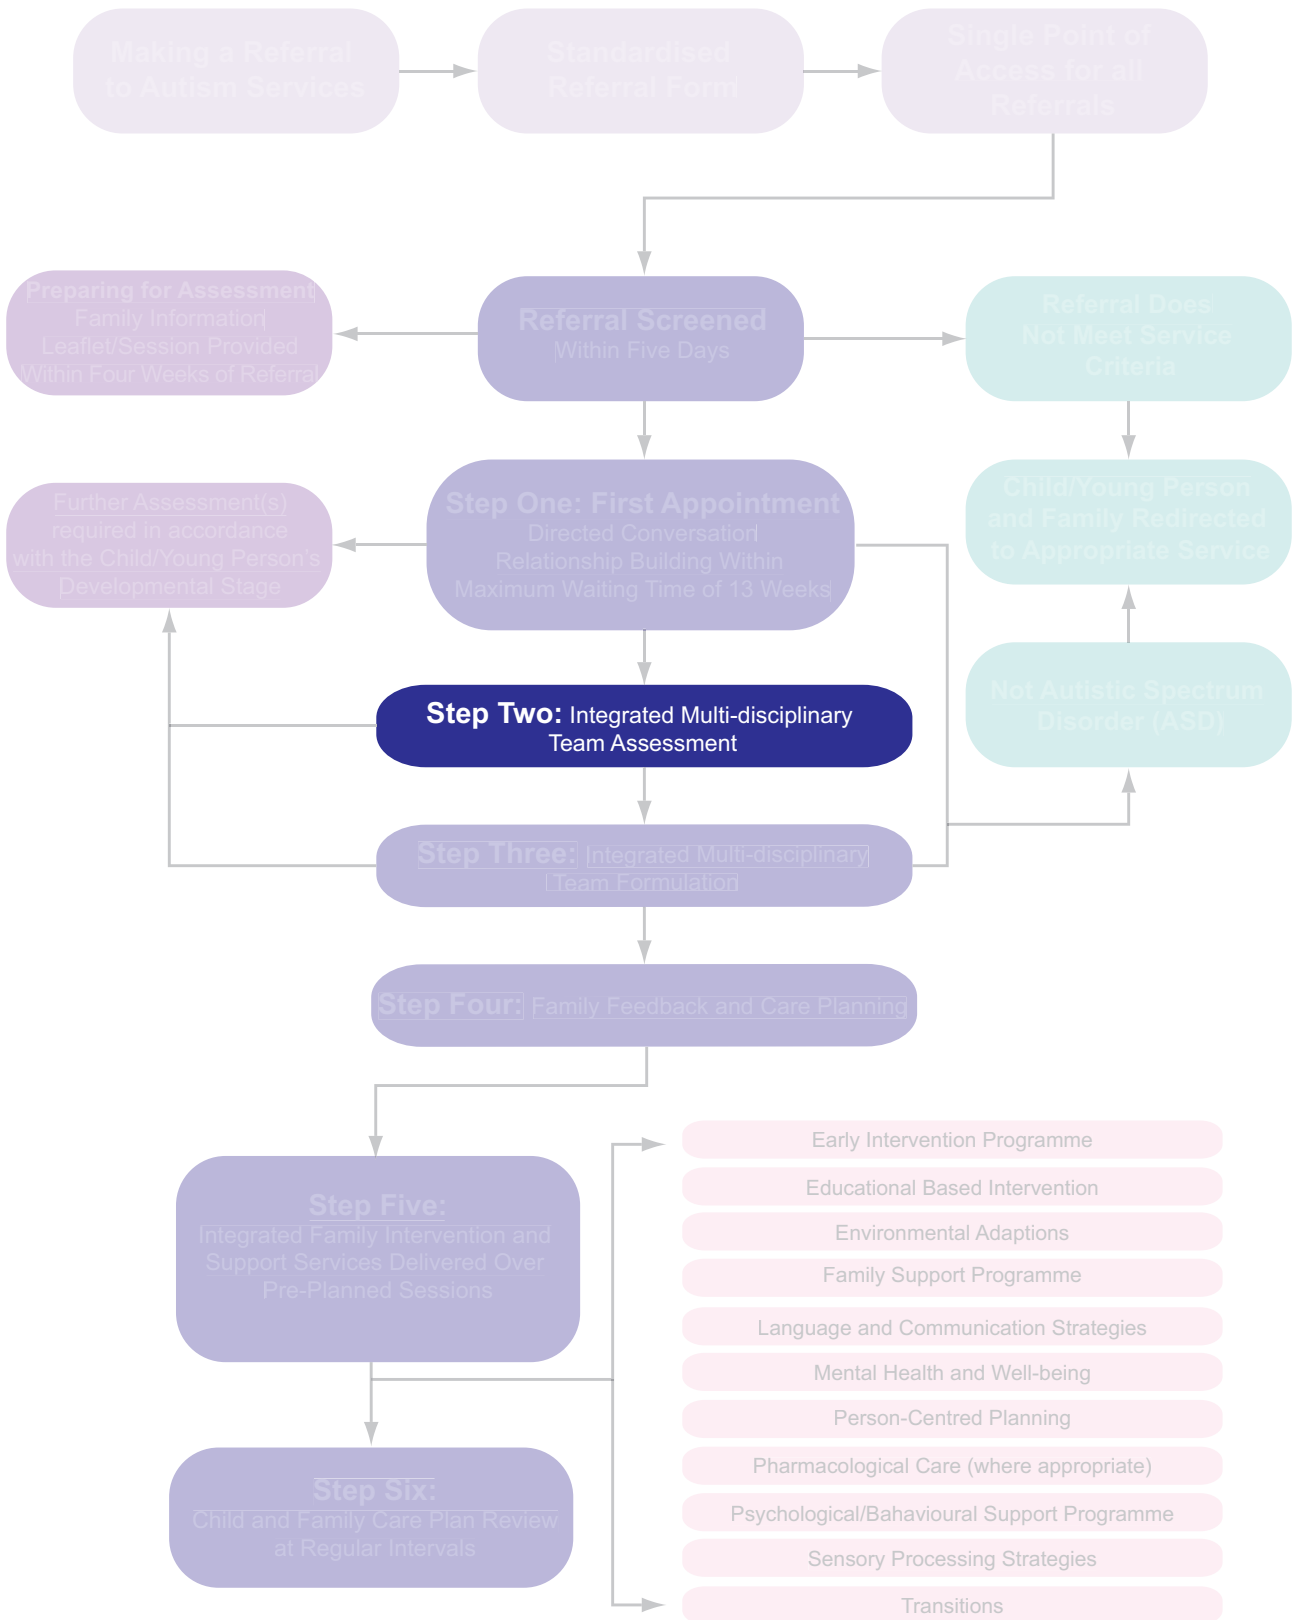 Making a Referral
to Autism Services
Standardised
Referral Form
Single Point of
Access for all
Referrals
Preparing for Assessment
Family Information
Leaflet/Session Provided
Within Four Weeks of Referral
Referral Screened
Within Five Days
Referral Does
Not Meet Service
Criteria
Further Assessment(s)
required in accordance
with the Child/Young Person's
Developmental Stage
Step One: First Appointment
Directed Conversation
Relationship Building Within
Maximum Waiting Time of 13 Weeks
Child/Young Person
and Family Redirected
to Appropriate Service
Step Two: Integrated Multi-disciplinary
Team Assessment
Not Autistic Spectrum
Disorder (ASD)
Step Three: Integrated Multi-disciplinary
Team Formulation
Step Four: Family Feedback and Care Planning
Step Five:
Integrated Family Intervention and
Support Services Delivered Over
Pre-Planned Sessions
Early Intervention Programme
Educational Based Intervention
Environmental Adaptions
Family Support Programme
Language and Communication Strategies
Mental Health and Well-being
Person-Centred Planning
Pharmacological Care (where appropriate)
Psychological/Bahavioural Support Programme
Sensory Processing Strategies
Transitions
Step Six:
Child and Family Care Plan Review
at Regular Intervals